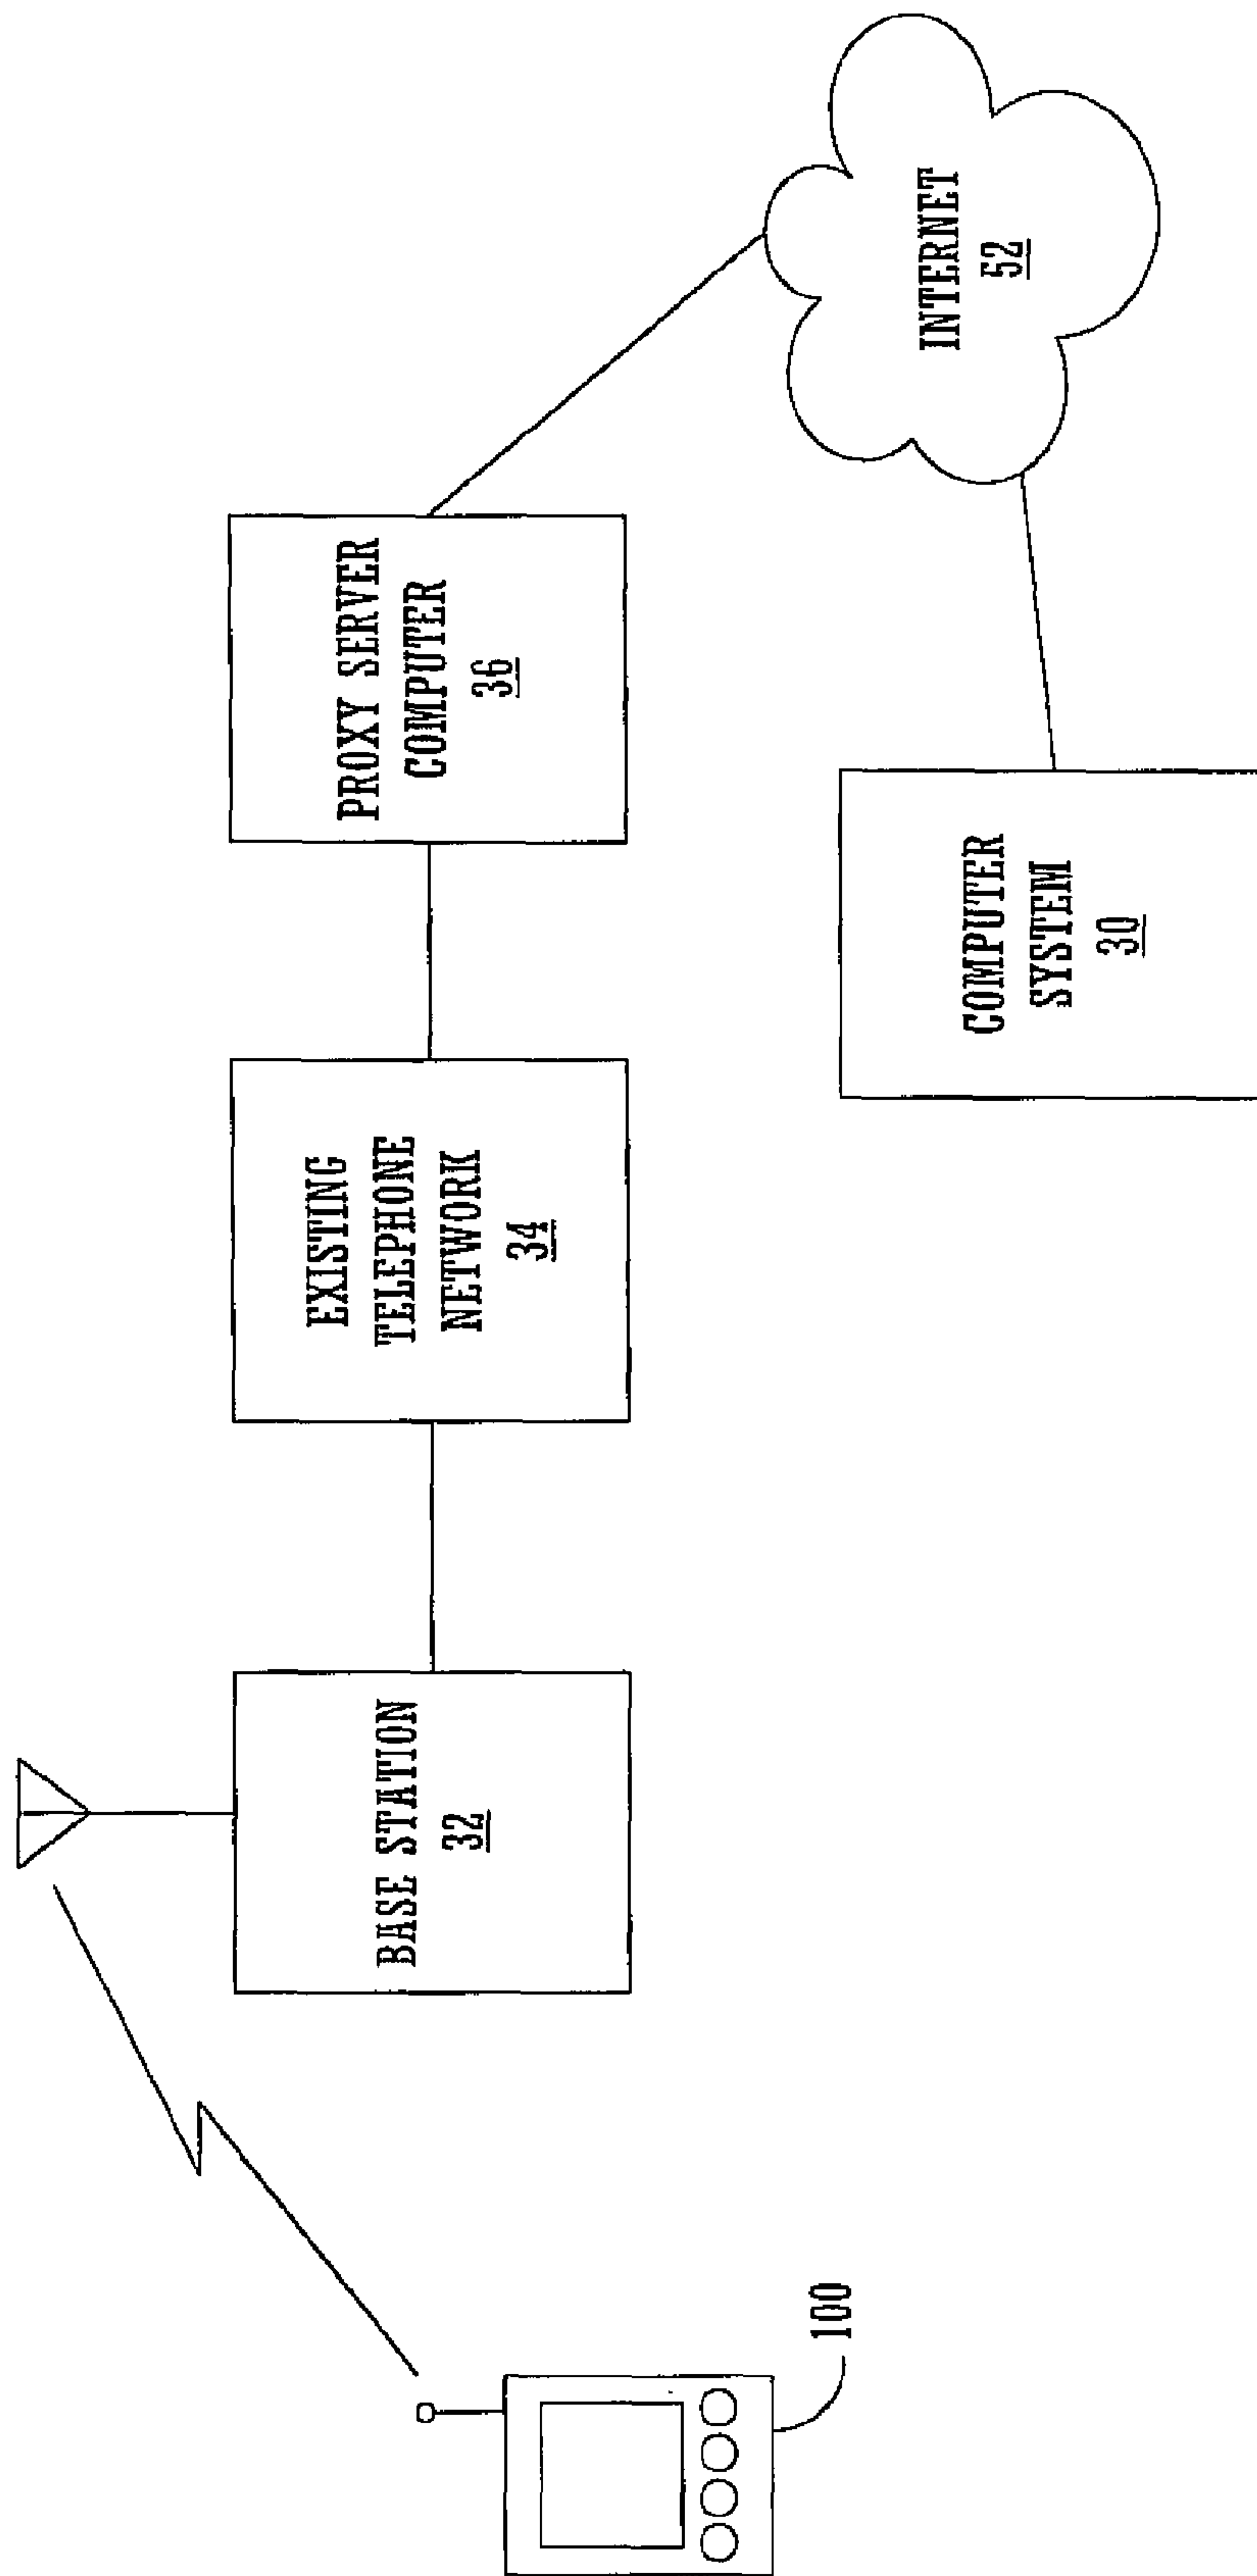 BASE STATION
32
EXISTING
TELEPHONE
NETWORK
34
PROXY SERVER
COMPUTER
36
INTERNET
52
COMPUTER
SYSTEM
30
100